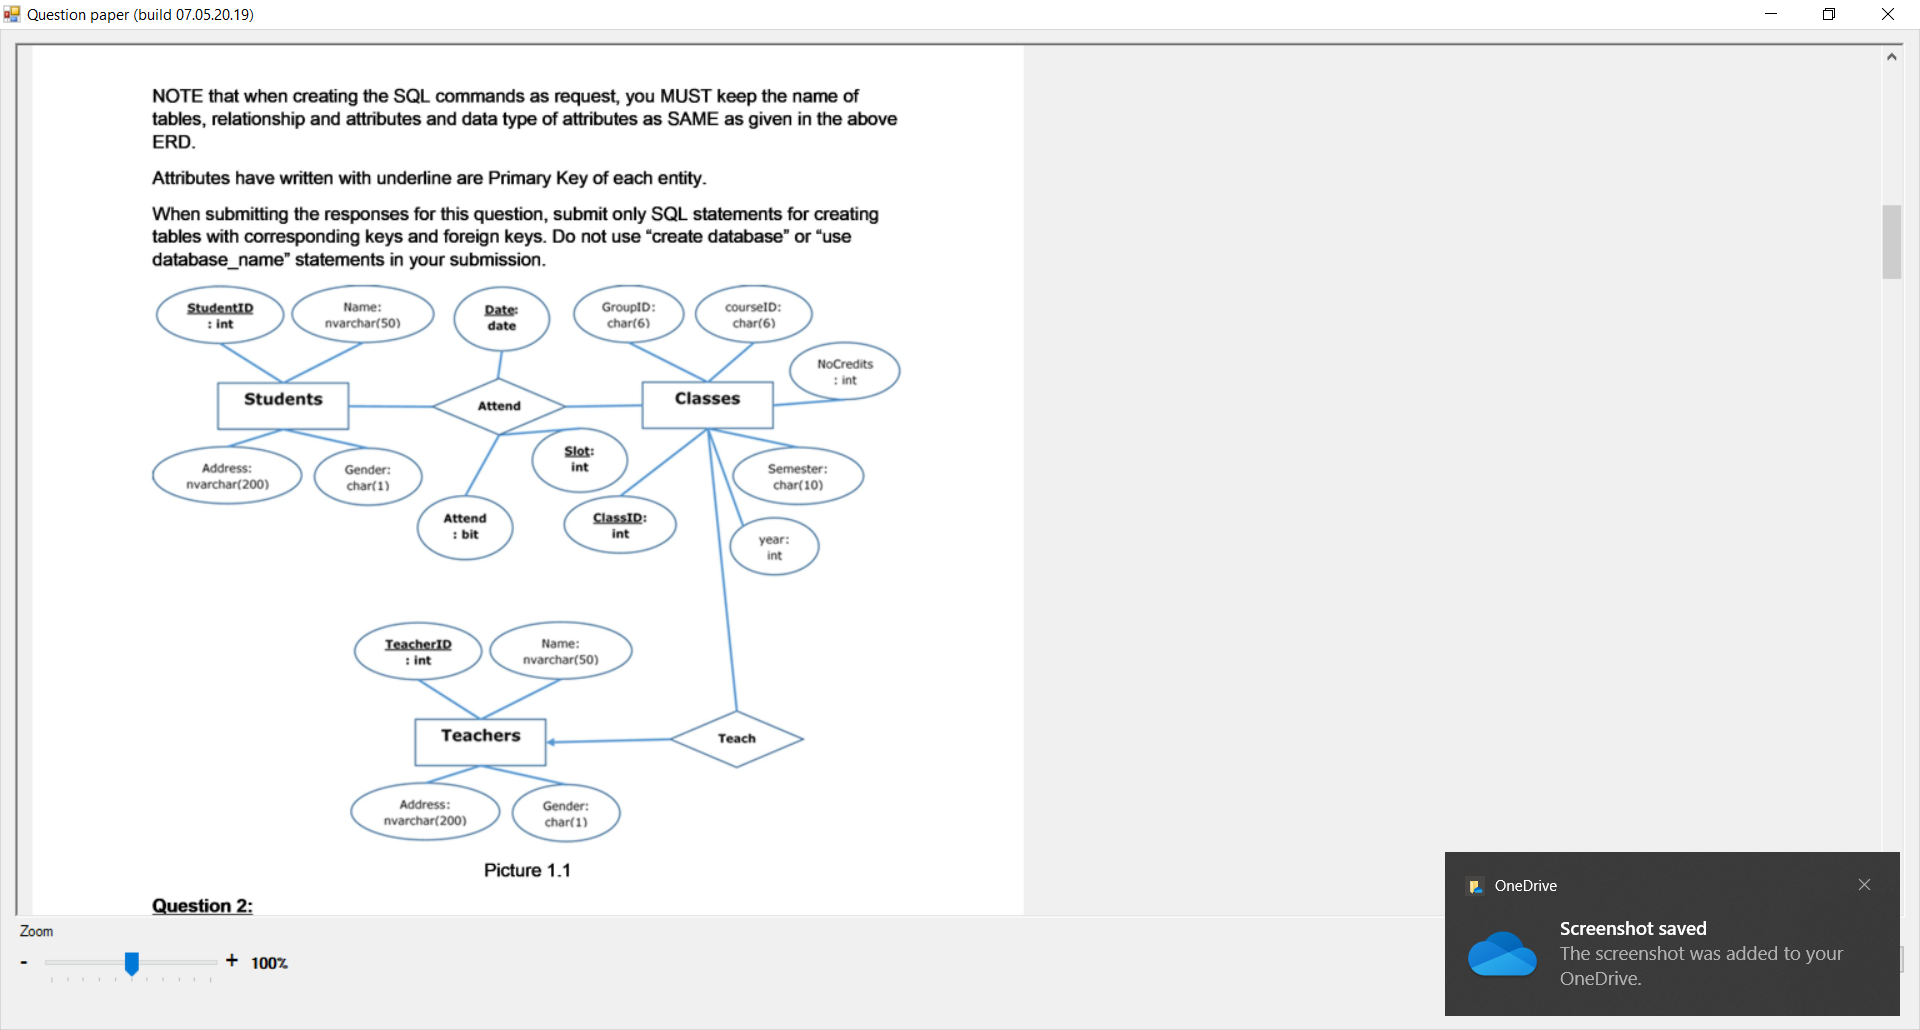 Question paper (build 07.05.20.19)
NOTE that when creating the SQL commands as request, you MUST keep the name of
tables, relationship and attributes and data type of attributes as SAME as given in the above
ERD.
Attributes have written with underline are Primary Key of each entity.
When submitting the responses for this question, submit only SQL statements for creating
tables with corresponding keys and foreign keys. Do not use “create database” or “use
database_name” statements in your submission.
StudentID
: int
Name:
nvarchar(50)
Date:
date
GroupID:
char(6)
courseID:
char(6)
NoCredits
: int
Students
Attend
Classes
Address:
nvarchar(200)
Gender:
char(1)
Slot:
int
Semester:
char(10)
Attend
: bit
ClassID:
int
year:
int
TeacherID
: int
Name:
nvarchar(50)
Teachers
Teach
Address:
nvarchar(200)
Gender:
char(1)
Picture 1.1
Question 2:
Zoom
- + 100%
OneDrive
Screenshot saved
The screenshot was added to your
OneDrive.